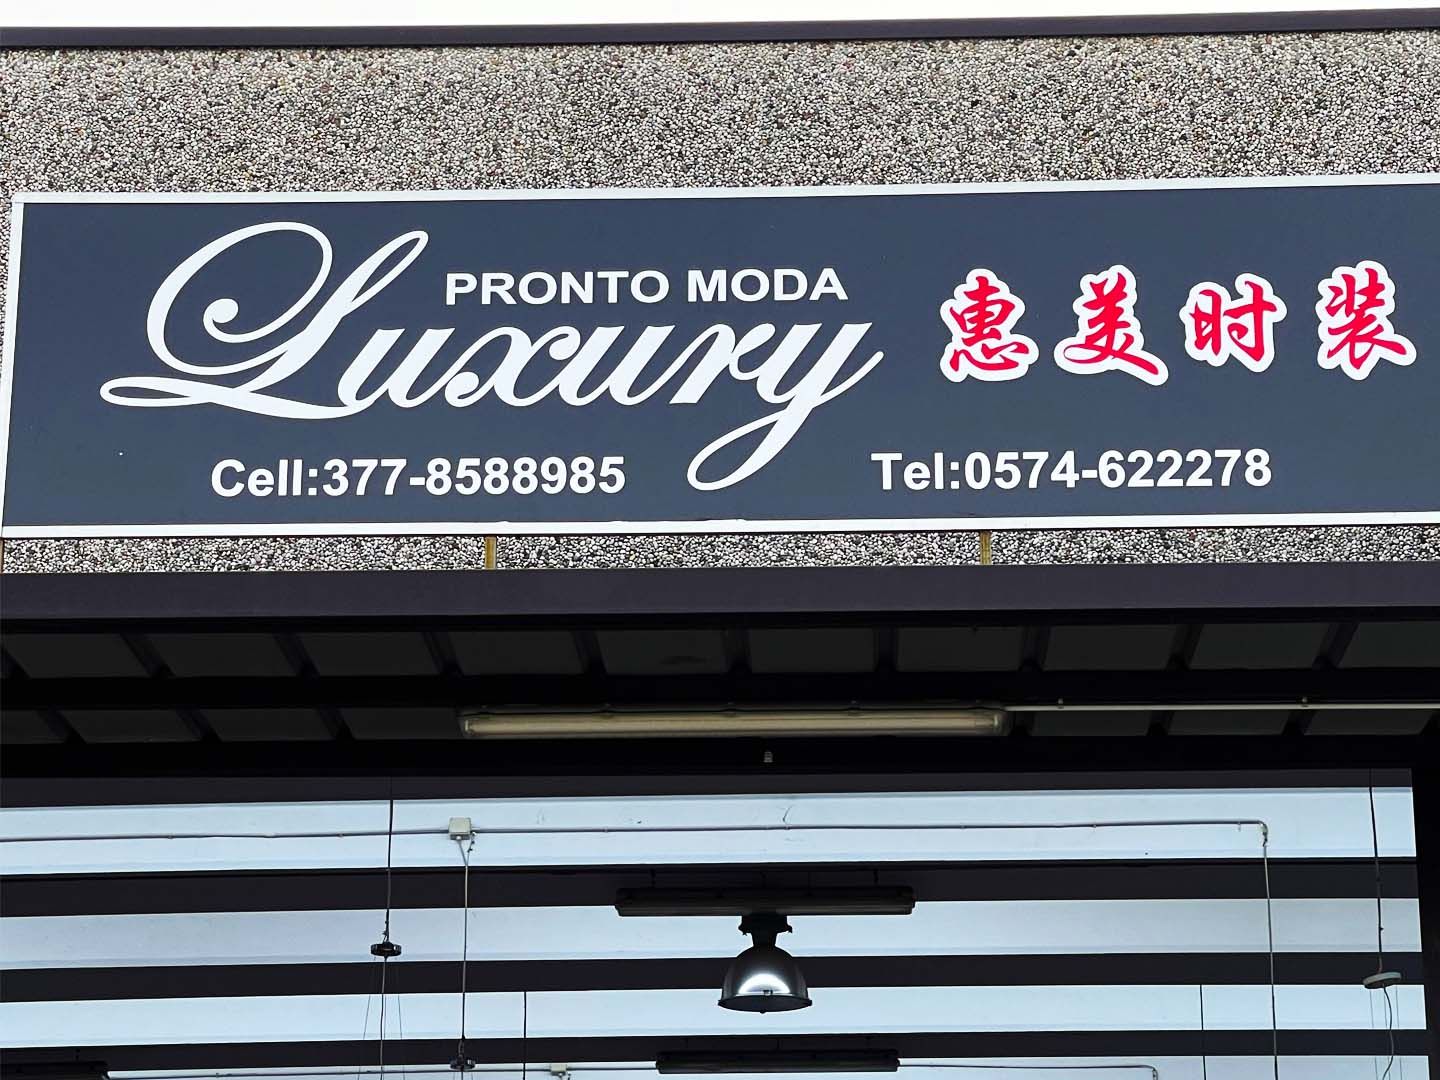 PRONTO MODA
Luxury
惠美时装
Cell:377-8588985
Tel:0574-622278